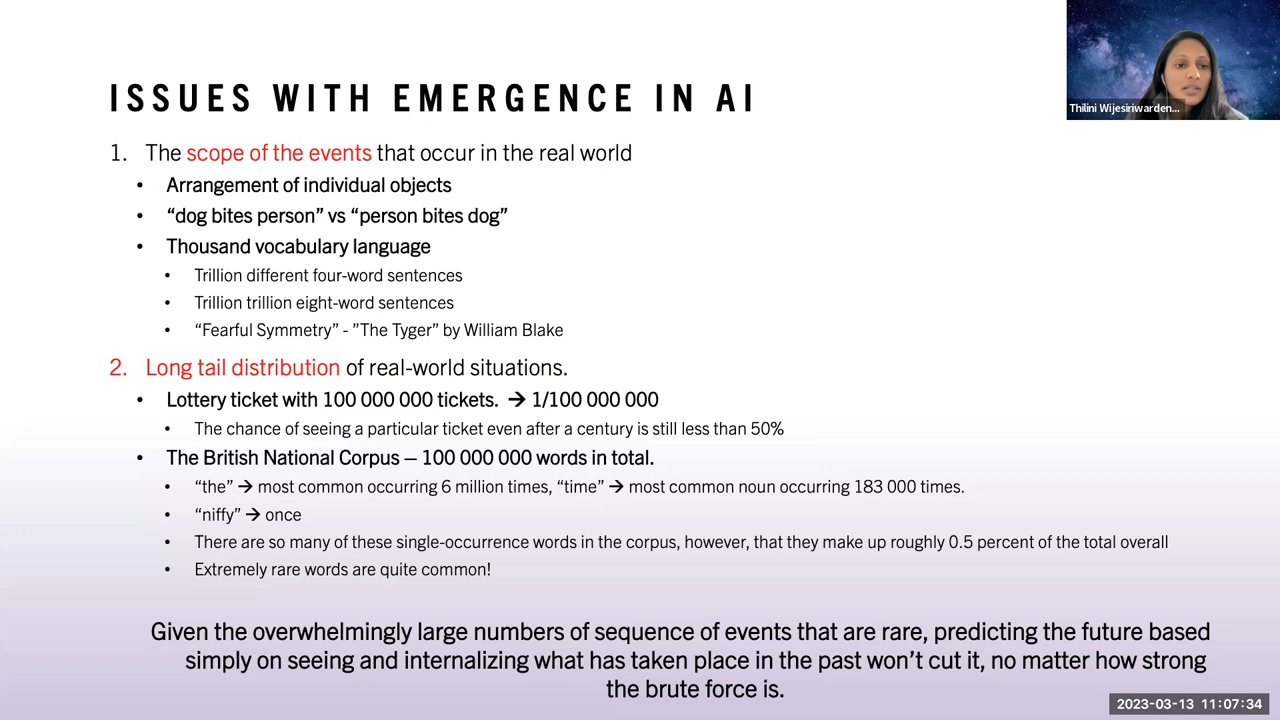 ISSUES WITH EMERGENCE IN AI
Thilini Wijesiriwarden...
1. The scope of the events that occur in the real world
• Arrangement of individual objects
• “dog bites person” vs “person bites dog”
• Thousand vocabulary language
• Trillion different four-word sentences
• Trillion trillion eight-word sentences
• “Fearful Symmetry” - ”The Tyger” by William Blake
2. Long tail distribution of real-world situations.
• Lottery ticket with 100 000 000 tickets. → 1/100 000 000
• The chance of seeing a particular ticket even after a century is still less than 50%
• The British National Corpus – 100 000 000 words in total.
• “the” → most common occurring 6 million times, “time” → most common noun occurring 183 000 times.
• “niffy” → once
• There are so many of these single-occurrence words in the corpus, however, that they make up roughly 0.5 percent of the total overall
• Extremely rare words are quite common!
Given the overwhelmingly large numbers of sequence of events that are rare, predicting the future based
simply on seeing and internalizing what has taken place in the past won’t cut it, no matter how strong
the brute force is.
2023-03-13 11:07:34